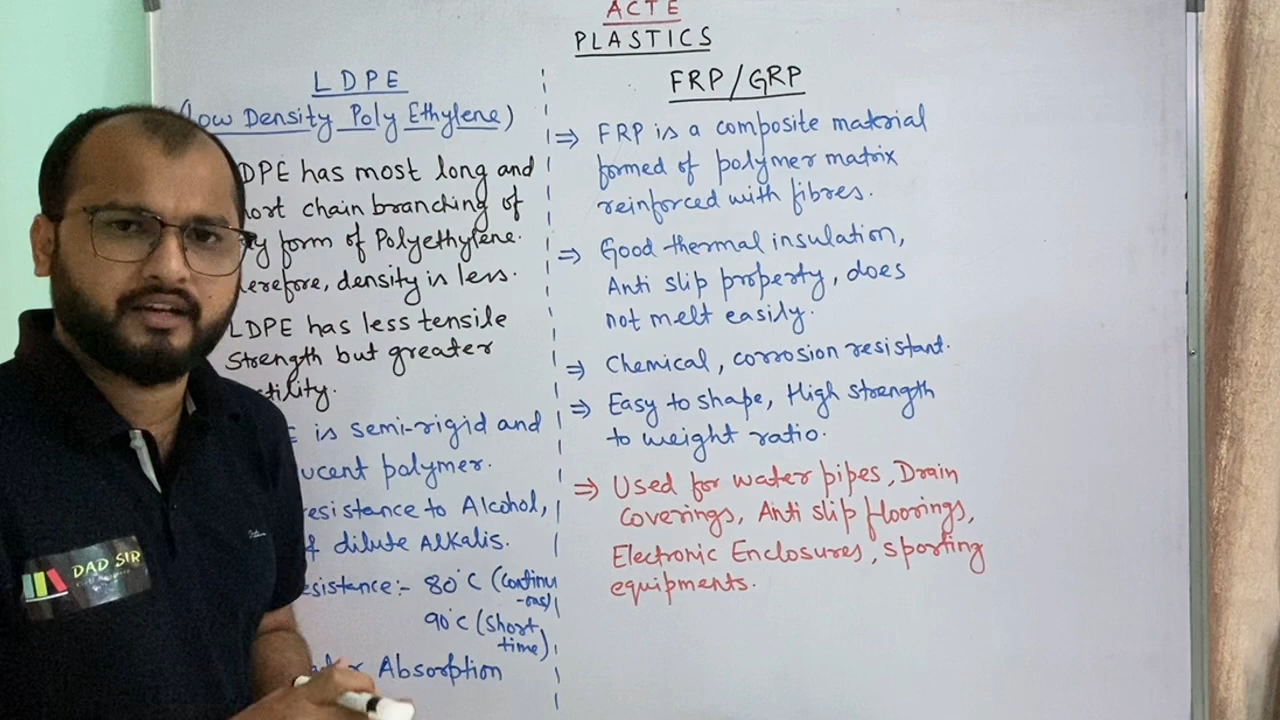 ACTE
PLASTICS
LDPE
(Low Density Poly Ethylene)
DPE has most long and
ort chain branching of
y form of Polyethylene.
erefore, density is less.
LDPE has less tensile
Strength but greater
tility.
E is semi-rigid and
ucent polymer.
esistance to Alcohol,
f dilute Alkalis.
esistance:- 80°C (Continu
-ous)
90°C (Short
time).
ater Absorption
FRP/GRP
⇒ FRP is a composite material
formed of polymer matrix
reinforced with fibres.
⇒ Good thermal insulation,
Anti slip property, does
not melt easily.
⇒ Chemical, corrosion resistant.
⇒ Easy to shape, High strength
to weight ratio.
⇒ Used for water pipes, Drain
coverings, Anti slip floorings,
Electronic Enclosures, sporting
equipments.
DAD SIR